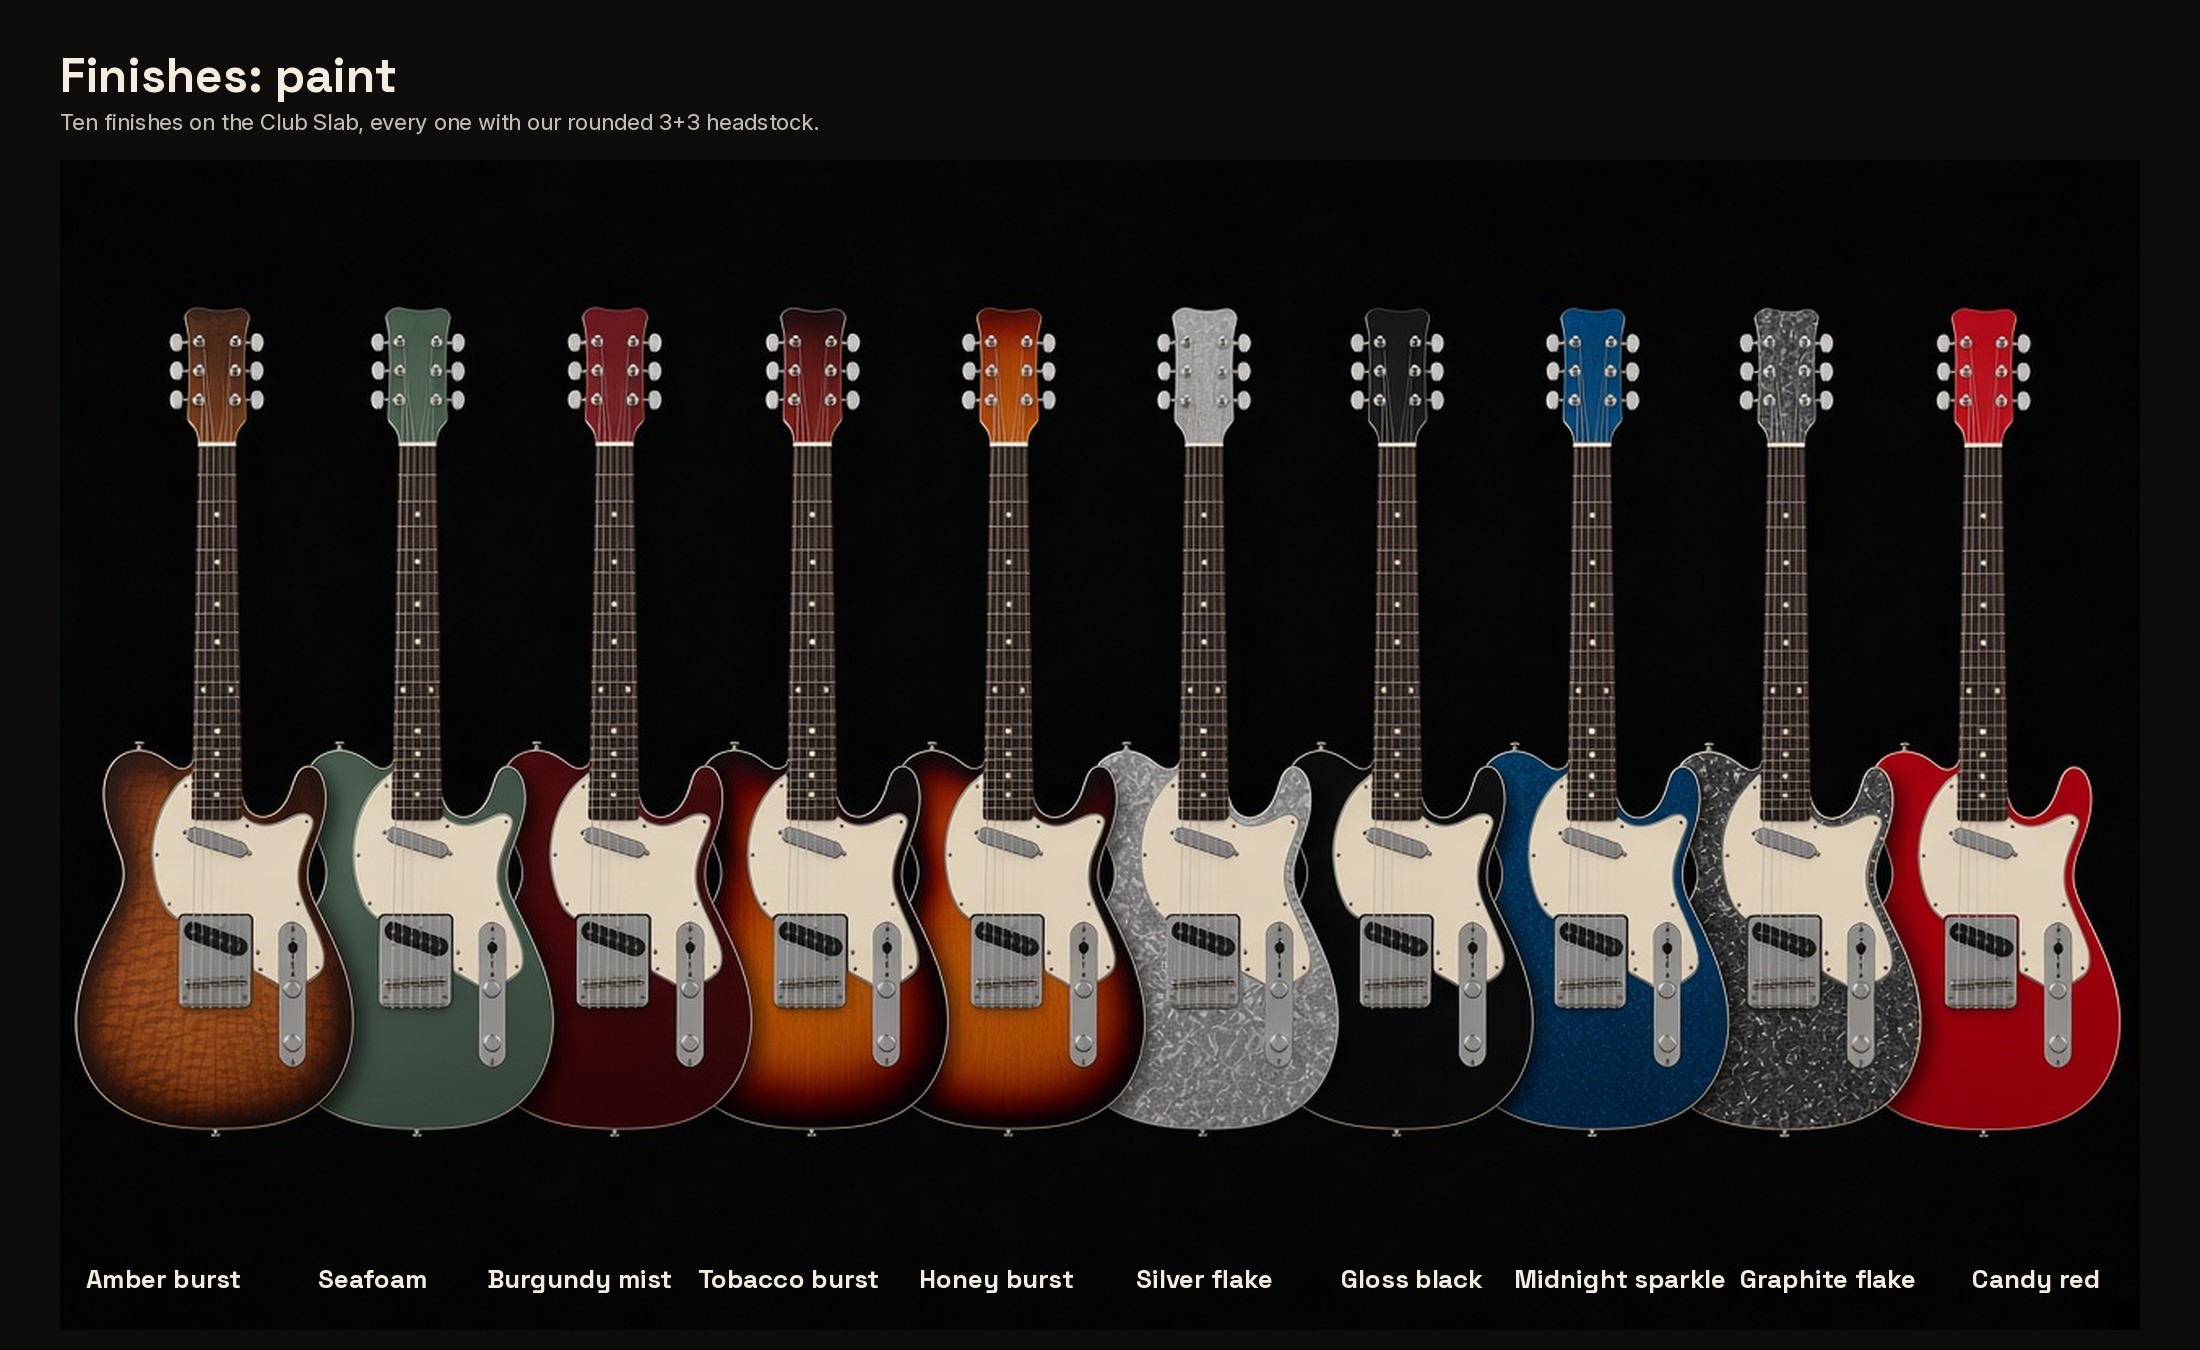 Finishes: paint
Ten finishes on the Club Slab, every one with our rounded 3+3 headstock.
Amber burst Seafoam Burgundy mist Tobacco burst Honey burst Silver flake Gloss black Midnight sparkle Graphite flake Candy red